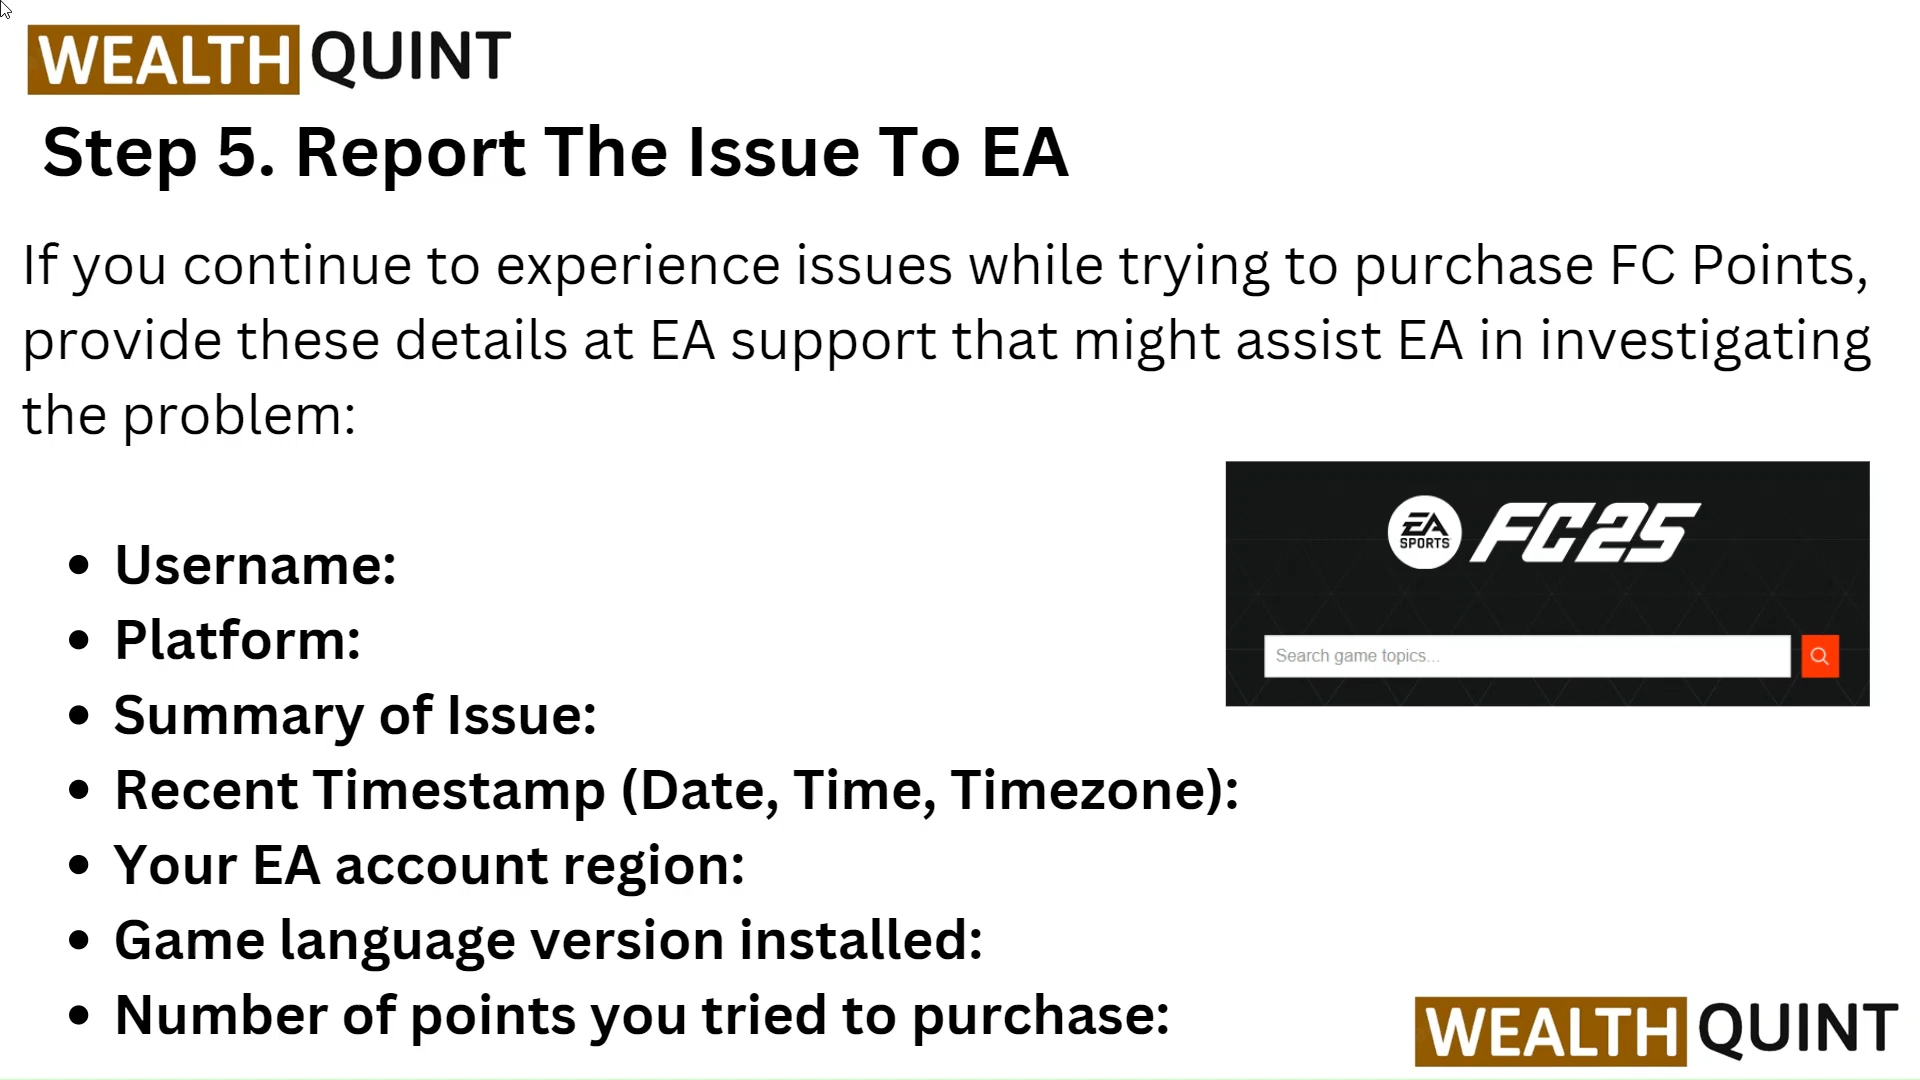 WEALTH QUINT
Step 5. Report The Issue To EA
If you continue to experience issues while trying to purchase FC Points,
provide these details at EA support that might assist EA in investigating
the problem:
EA SPORTS FC 25
Search game topics...
• Username:
• Platform:
• Summary of Issue:
• Recent Timestamp (Date, Time, Timezone):
• Your EA account region:
• Game language version installed:
• Number of points you tried to purchase:
WEALTH QUINT